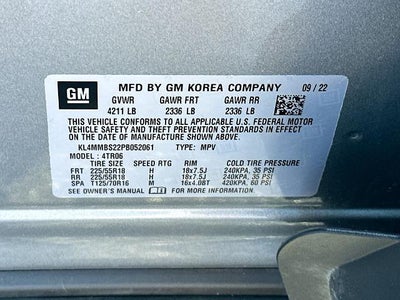 GM
MFD BY GM KOREA COMPANY 09/22
GVWR GAWR FRT GAWR RR
4211 LB 2336 LB 2336 LB
THIS VEHICLE CONFORMS TO ALL APPLICABLE U.S. FEDERAL MOTOR
VEHICLE SAFETY AND THEFT PREVENTION STANDARDS IN EFFECT
ON THE DATE OF MANUFACTURE SHOWN ABOVE.
KL4MMBS22PB052061 TYPE: MPV
MODEL: 4TR06
TIRE SIZE SPEED RTG RIM COLD TIRE PRESSURE
FRT 225/55R18 H 18x7.5J 240KPA, 35 PSI
RR 225/55R18 H 18x7.5J 240KPA, 35 PSI
SPA T125/70R16 M 16x4.0BT 420KPA, 60 PSI
SEE OWNER'S MANUAL FOR ADDITIONAL INFORMATION.